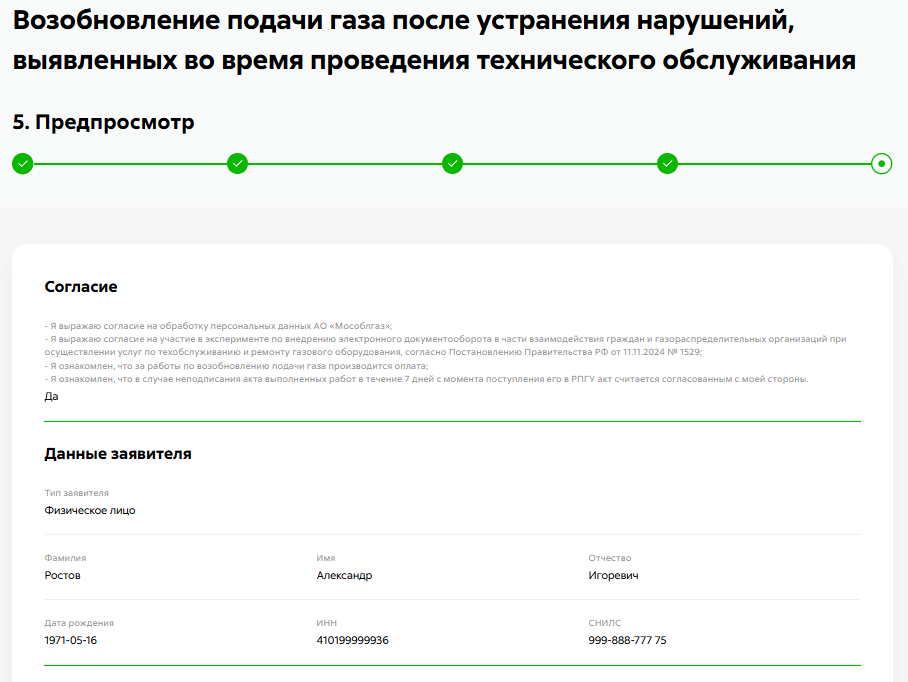 Возобновление подачи газа после устранения нарушений,
выявленных во время проведения технического обслуживания
5. Предпросмотр
Согласие
- Я выражаю согласие на обработку персональных данных АО «Мособлгаз»;
- Я выражаю согласие на участие в эксперименте по внедрению электронного документооборота в части взаимодействия граждан и газораспределительных организаций при
осуществлении услуг по техобслуживанию и ремонту газового оборудования, согласно Постановлению Правительства РФ от 11.11.2024 № 1529;
- Я ознакомлен, что за работы по возобновлению подачи газа производится оплата;
- Я ознакомлен, что в случае неподписания акта выполненных работ в течение 7 дней с момента поступления его в РПГУ акт считается согласованным с моей стороны.
Да
Данные заявителя
Тип заявителя
Физическое лицо
Фамилия Имя Отчество
Ростов Александр Игоревич
Дата рождения ИНН СНИЛС
1971-05-16 410199999936 999-888-777 75